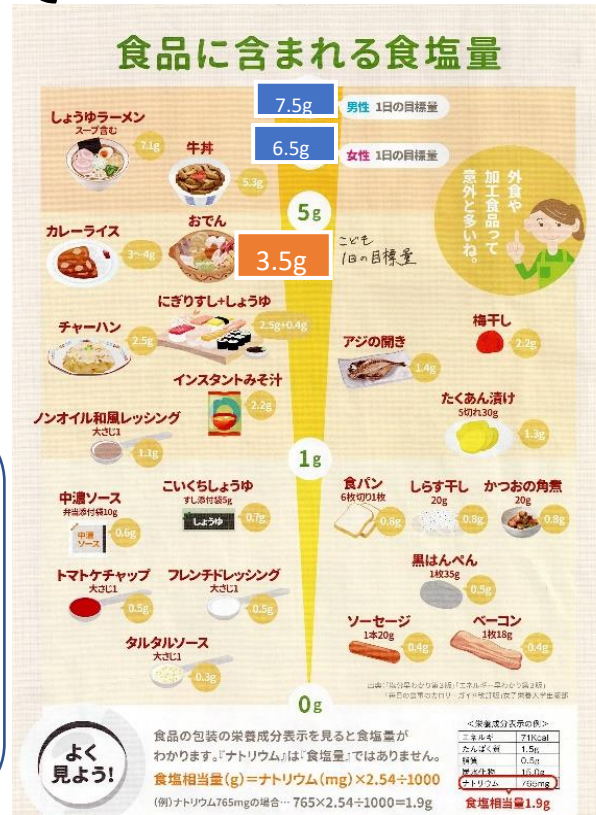 食品に含まれる食塩量
7.5g
男性 1日の目標量
6.5g
女性 1日の目標量
しょうゆラーメン
スープ含む
7.1g
牛丼
5.3g
外食や
加工食品って
意外と多いね。
5g
カレーライス
3~4g
おでん
3.5g
こども
1日の目標量
にぎりすし+しょうゆ
2.5g+0.4g
チャーハン
2.5g
梅干し
2.2g
アジの開き
1.4g
インスタントみそ汁
2.2g
たくあん漬け
5切れ30g
1.3g
ノンオイル和風レッシング
大さじ1
1.1g
1g
中濃ソース
弁当添付袋10g
中濃
ソース
0.6g
こいくちしょうゆ
すし添付袋5g
しょうゆ
0.7g
食パン
6枚切り1枚
0.8g
しらす干し
20g
0.8g
かつおの角煮
20g
黒はんぺん
1枚35g
0.5g
トマトケチャップ
大さじ1
0.5g
フレンチドレッシング
大さじ1
0.5g
ソーセージ
1本20g
0.4g
ベーコン
1枚18g
0.4g
タルタルソース
大さじ1
0.3g
0g
よく
見よう!
食品の包装の栄養成分表示を見ると食塩量が
わかります。『ナトリウム』は『食塩量』ではありません。
食塩相当量(g)=ナトリウム(mg)×2.54÷1000
(例)ナトリウム765mgの場合… 765×2.54÷1000=1.9g
<栄養成分表示の例>
エネルギー 71Kcal
たんぱく質 1.5g
脂質 0.5g
炭水化物 15.0g
ナトリウム 765mg
食塩相当量1.9g